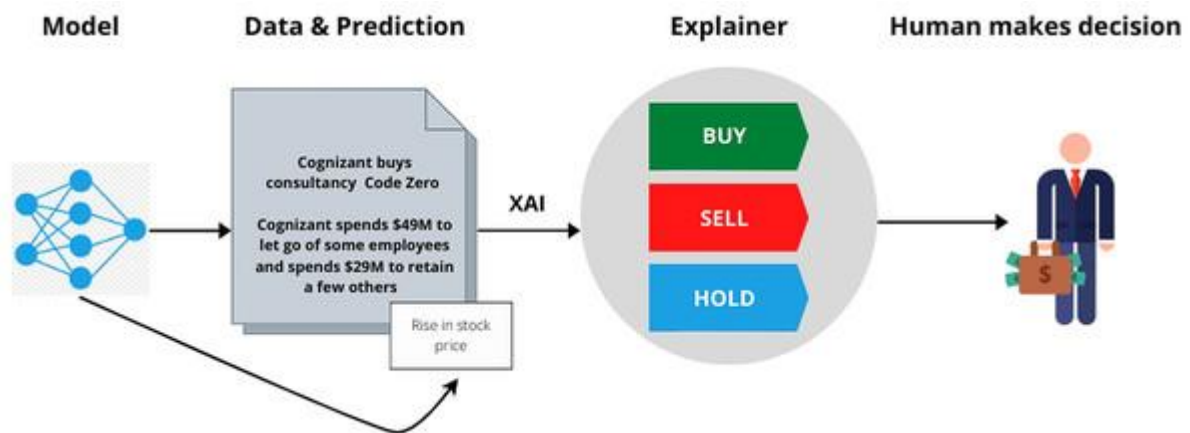 Model
Data & Prediction
Explainer
Human makes decision
Cognizant buys
consultancy Code Zero
Cognizant spends $49M to
let go of some employees
and spends $29M to retain
a few others
Rise in stock
price
XAI
BUY
SELL
HOLD
$